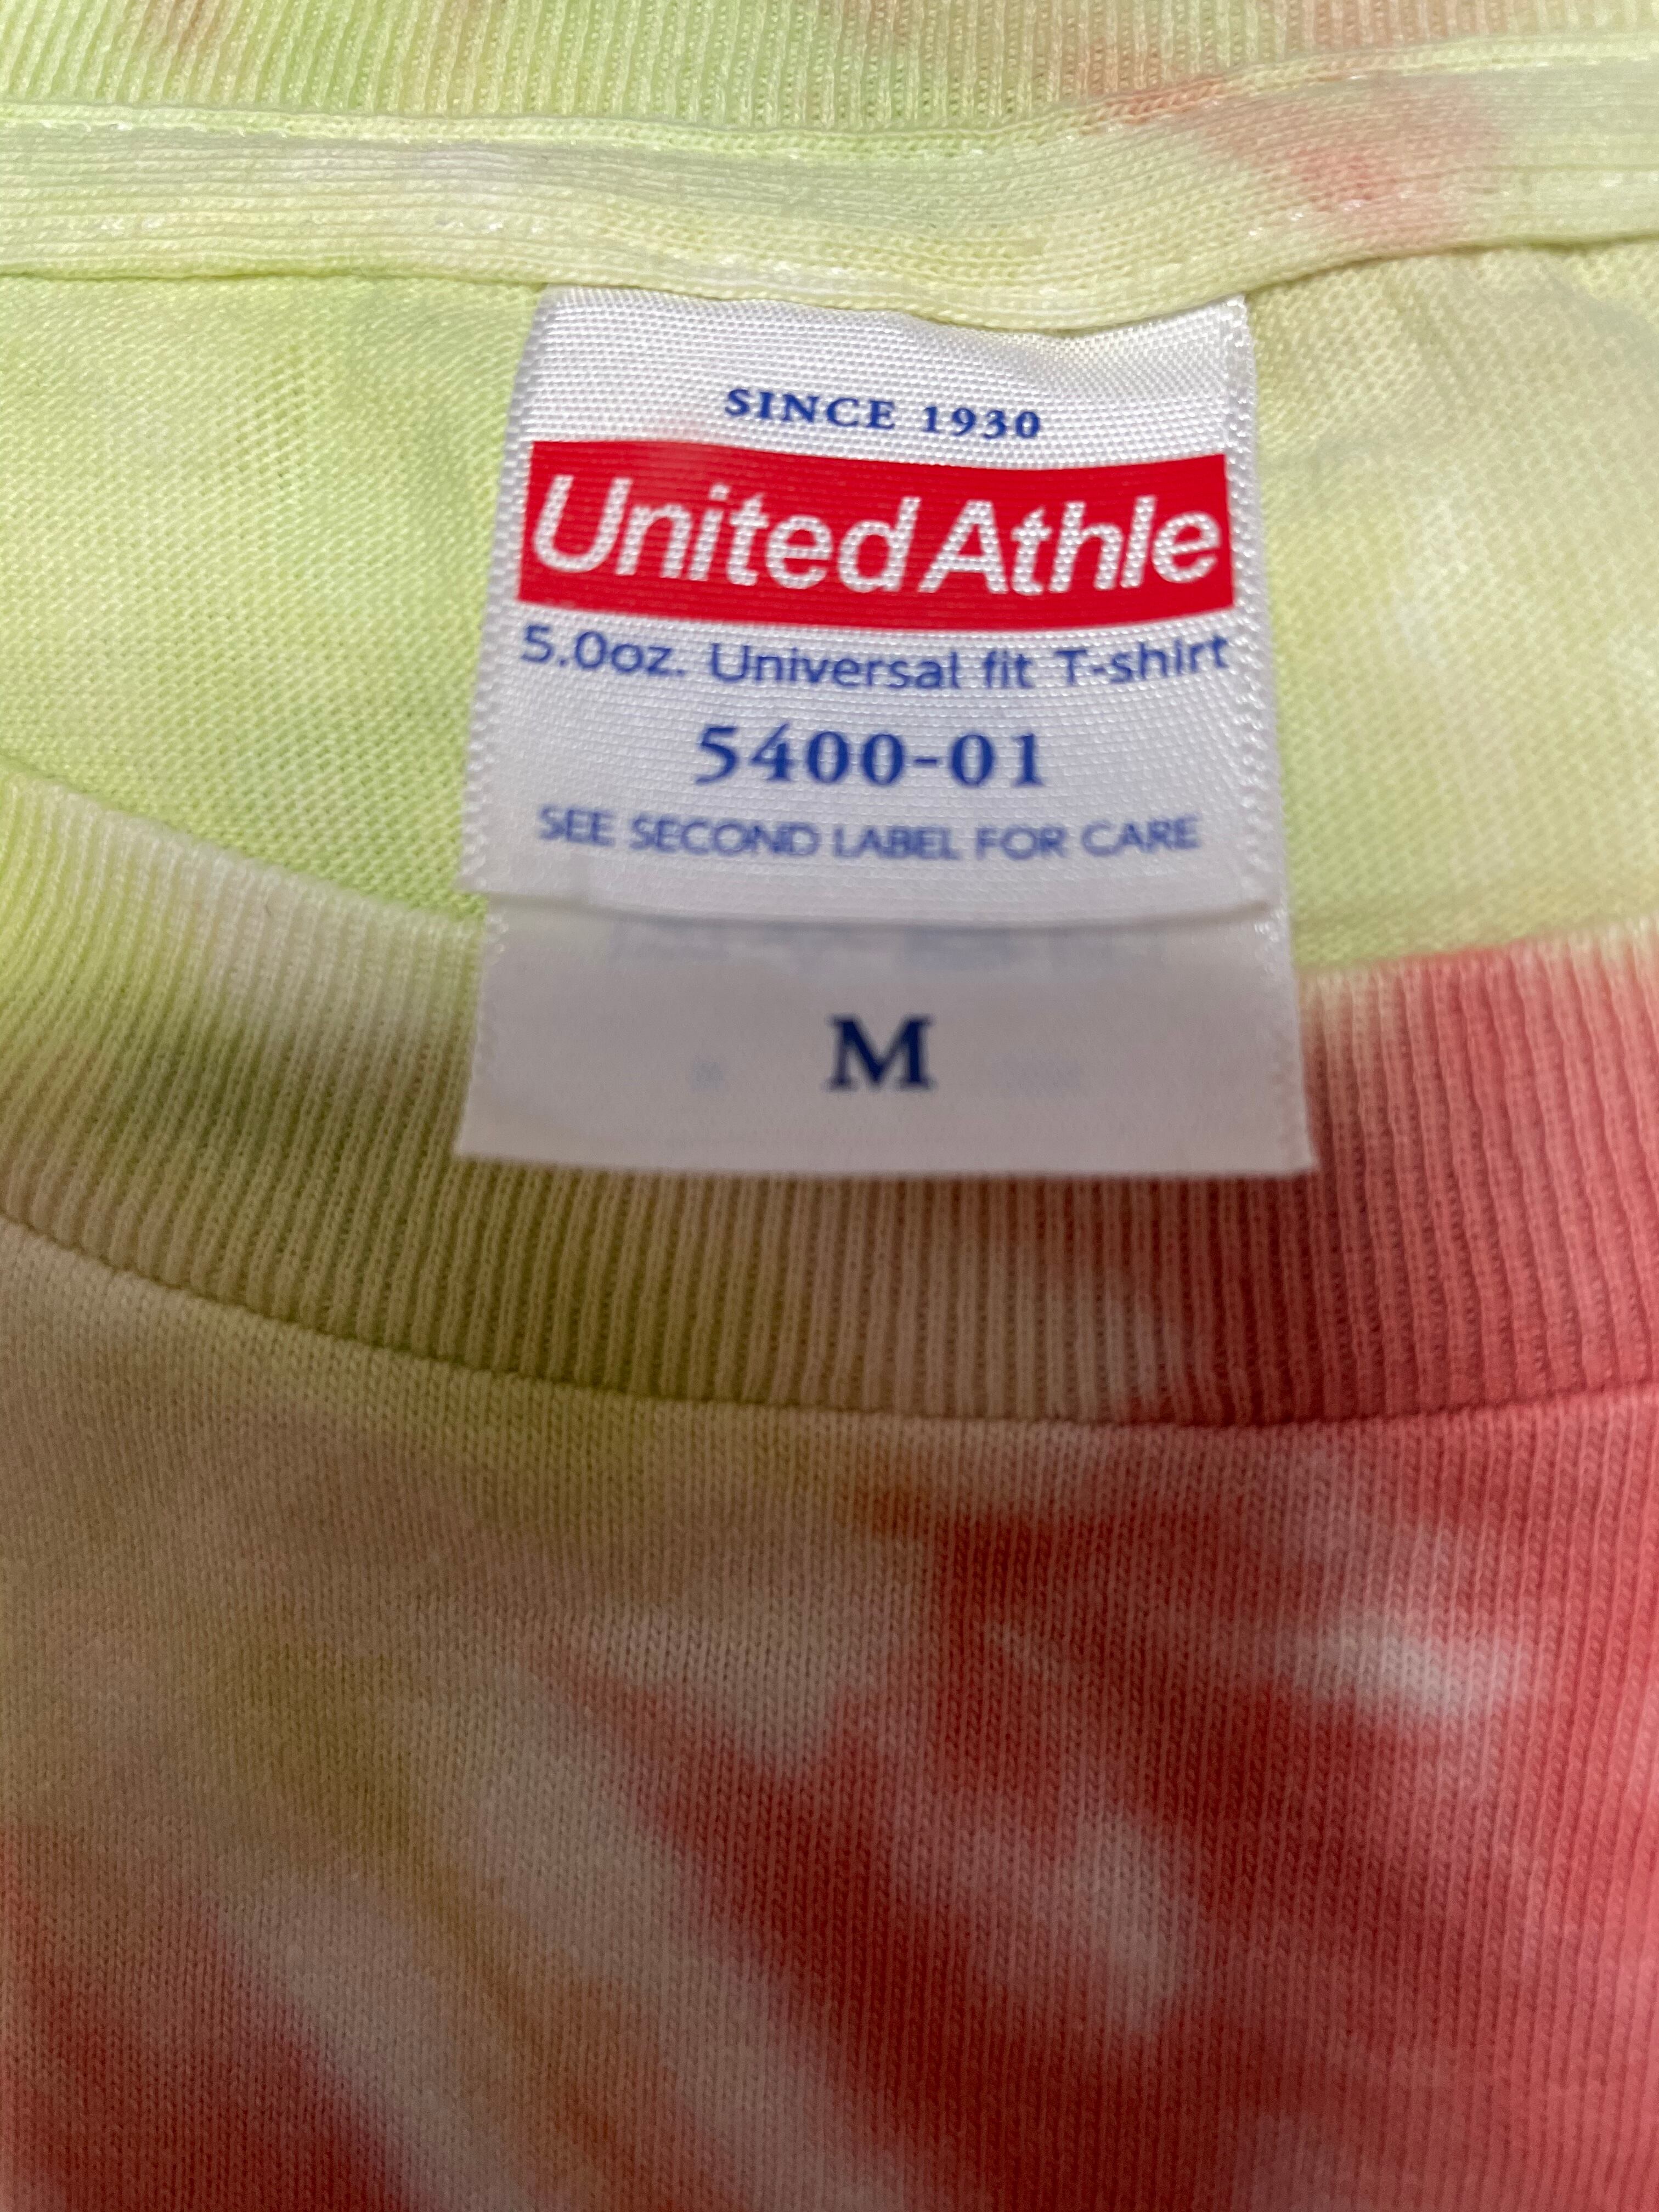 SINCE 1930
United Athle
5.0oz. Universal fit T-shirt
5400-01
SEE SECOND LABEL FOR CARE
M